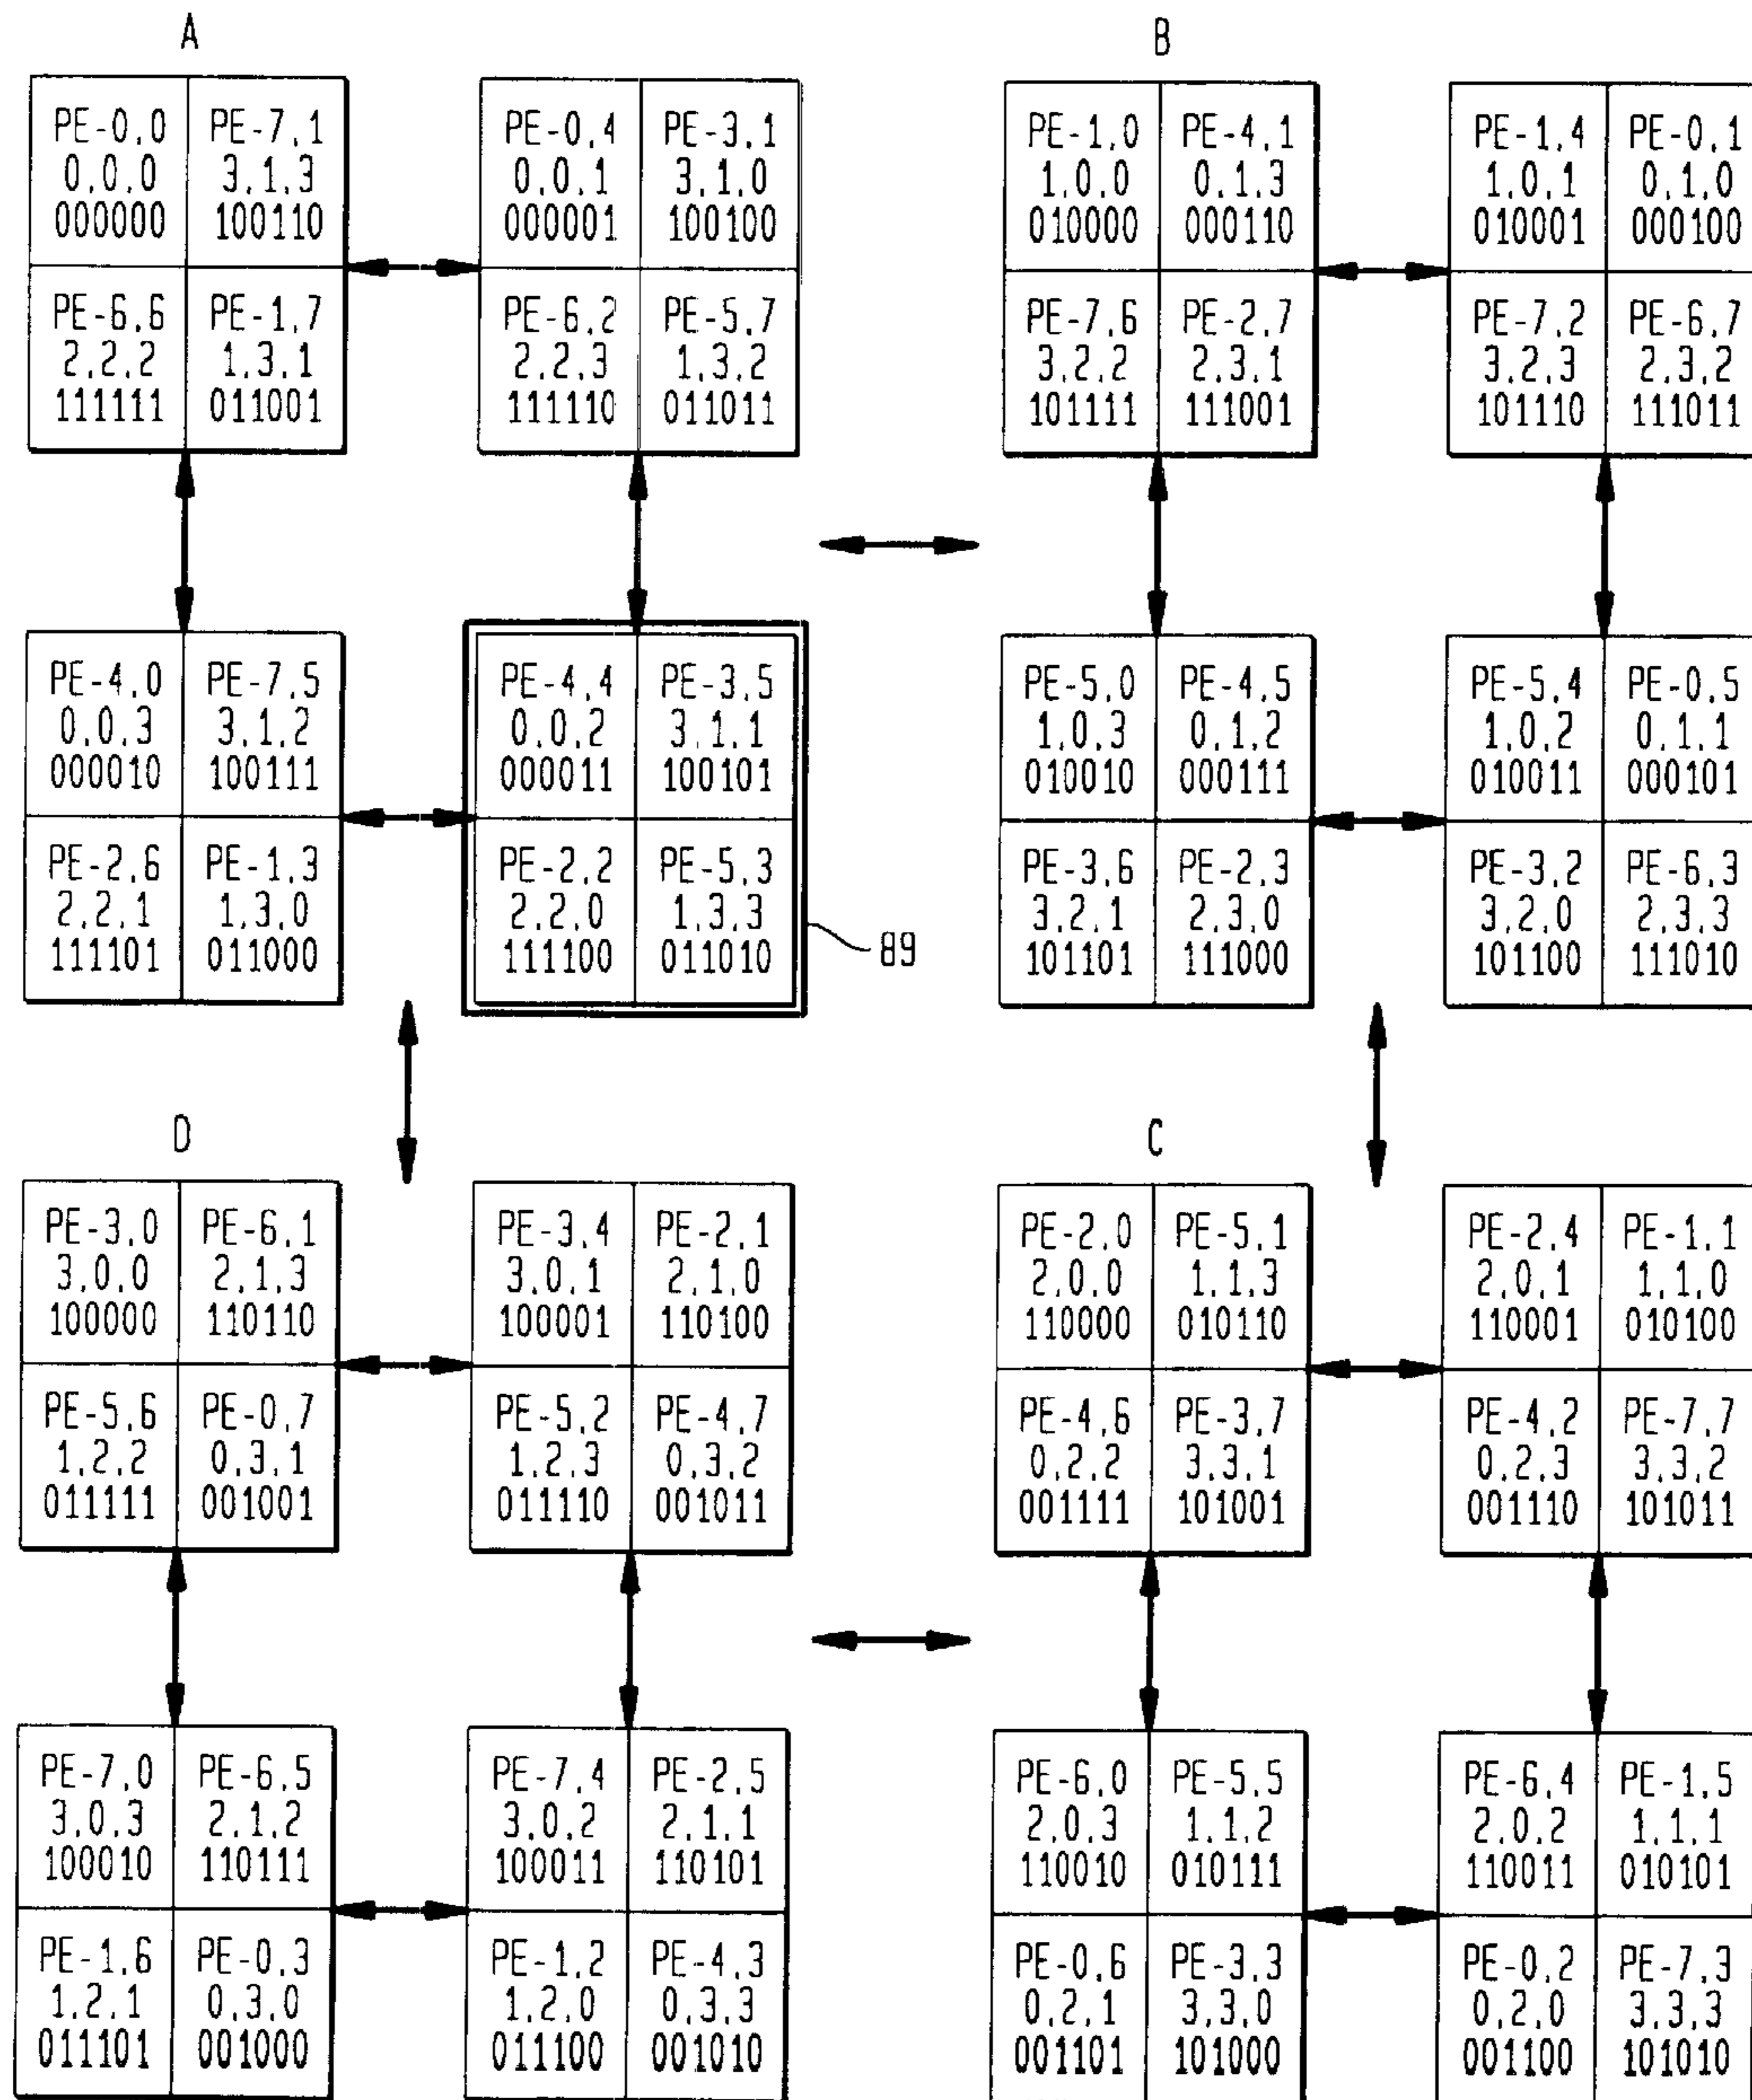 A
PE-0,0
0,0,0
000000
PE-7,1
3,1,3
100110
PE-6,6
2,2,2
111111
PE-1,7
1,3,1
011001
PE-0,4
0,0,1
000001
PE-3,1
3,1,0
100100
PE-6,2
2,2,3
111110
PE-5,7
1,3,2
011011
PE-4,0
0,0,3
000010
PE-7,5
3,1,2
100111
PE-2,6
2,2,1
111101
PE-1,3
1,3,0
011000
PE-4,4
0,0,2
000011
PE-3,5
3,1,1
100101
PE-2,2
2,2,0
111100
PE-5,3
1,3,3
011010
89
B
PE-1,0
1,0,0
010000
PE-4,1
0,1,3
000110
PE-7,6
3,2,2
101111
PE-2,7
2,3,1
111001
PE-1,4
1,0,1
010001
PE-0,1
0,1,0
000100
PE-7,2
3,2,3
101110
PE-6,7
2,3,2
111011
PE-5,0
1,0,3
010010
PE-4,5
0,1,2
000111
PE-3,6
3,2,1
101101
PE-2,3
2,3,0
111000
PE-5,4
1,0,2
010011
PE-0,5
0,1,1
000101
PE-3,2
3,2,0
101100
PE-6,3
2,3,3
111010
D
PE-3,0
3,0,0
100000
PE-6,1
2,1,3
110110
PE-5,6
1,2,2
011111
PE-0,7
0,3,1
001001
PE-3,4
3,0,1
100001
PE-2,1
2,1,0
110100
PE-5,2
1,2,3
011110
PE-4,7
0,3,2
001011
PE-7,0
3,0,3
100010
PE-6,5
2,1,2
110111
PE-1,6
1,2,1
011101
PE-0,3
0,3,0
001000
PE-7,4
3,0,2
100011
PE-2,5
2,1,1
110101
PE-1,2
1,2,0
011100
PE-4,3
0,3,3
001010
C
PE-2,0
2,0,0
110000
PE-5,1
1,1,3
010110
PE-4,6
0,2,2
001111
PE-3,7
3,3,1
101001
PE-2,4
2,0,1
110001
PE-1,1
1,1,0
010100
PE-4,2
0,2,3
001110
PE-7,7
3,3,2
101011
PE-6,0
2,0,3
110010
PE-5,5
1,1,2
010111
PE-0,6
0,2,1
001101
PE-3,3
3,3,0
101000
PE-6,4
2,0,2
110011
PE-1,5
1,1,1
010101
PE-0,2
0,2,0
001100
PE-7,3
3,3,3
101010